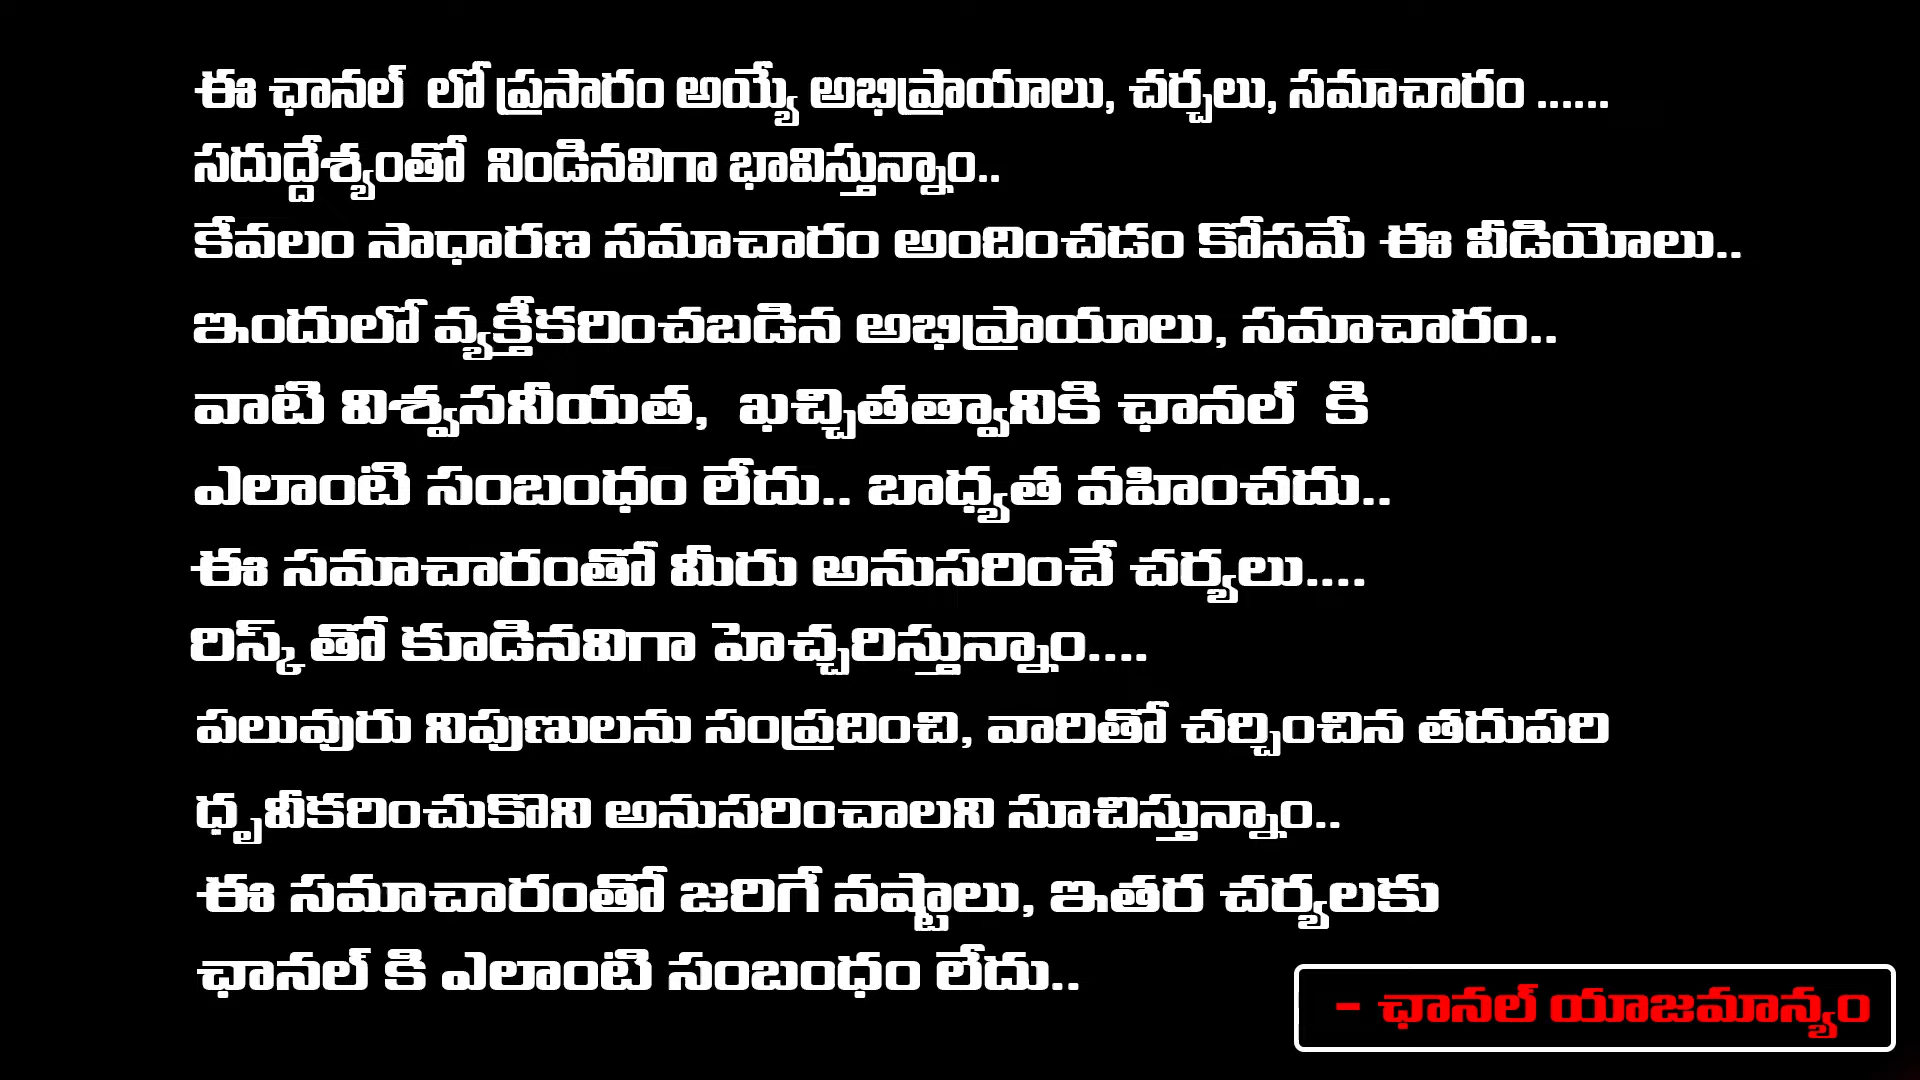 ఈ ఛానల్ లో ప్రసారం అయ్యే అభిప్రాయాలు, చర్చలు, సమాచారం ......
సదుద్దేశ్యంతో నిండినవిగా భావిస్తున్నాం..
కేవలం సాధారణ సమాచారం అందించడం కోసమే ఈ వీడియోలు..
ఇందులో వ్యక్తీకరించబడిన అభిప్రాయాలు, సమాచారం..
వాటి విశ్వసనీయత, ఖచ్చితత్వానికి ఛానల్ కి
ఎలాంటి సంబంధం లేదు.. బాధ్యత వహించదు..
ఈ సమాచారంతో మీరు అనుసరించే చర్యలు....
రిస్క్ తో కూడినవిగా హెచ్చరిస్తున్నాం....
పలువురు నిపుణులను సంప్రదించి, వారితో చర్చించిన తదుపరి
ధృవీకరించుకొని అనుసరించాలని సూచిస్తున్నాం..
ఈ సమాచారంతో జరిగే నష్టాలు, ఇతర చర్యలకు
ఛానల్ కి ఎలాంటి సంబంధం లేదు..
- ఛానల్ యాజమాన్యం